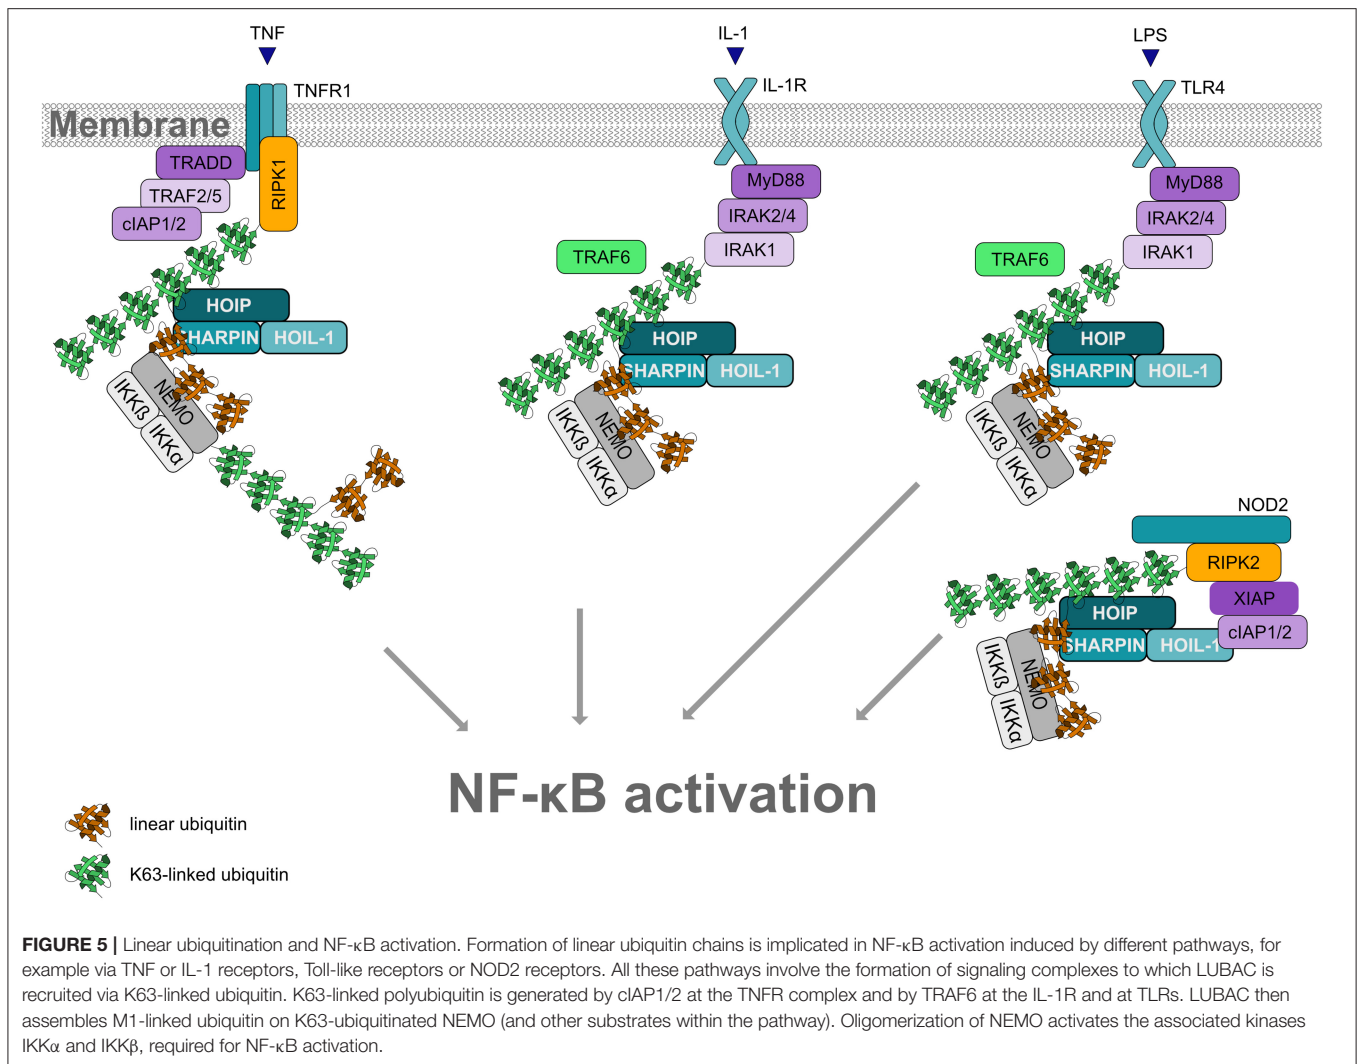 TNF
IL-1
LPS
TNFR1
IL-1R
TLR4
Membrane
TRADD
TRAF2/5
cIAP1/2
RIPK1
HOIP
SHARPIN
HOIL-1
NEMO
IKKß
IKKα
MyD88
IRAK2/4
IRAK1
TRAF6
HOIP
SHARPIN
HOIL-1
NEMO
IKKß
IKKα
MyD88
IRAK2/4
IRAK1
TRAF6
HOIP
SHARPIN
HOIL-1
NEMO
IKKß
IKKα
NOD2
RIPK2
XIAP
cIAP1/2
HOIP
SHARPIN
HOIL-1
NEMO
IKKß
IKKα
NF-κB activation
linear ubiquitin
K63-linked ubiquitin
FIGURE 5 | Linear ubiquitination and NF-κB activation. Formation of linear ubiquitin chains is implicated in NF-κB activation induced by different pathways, for
example via TNF or IL-1 receptors, Toll-like receptors or NOD2 receptors. All these pathways involve the formation of signaling complexes to which LUBAC is
recruited via K63-linked ubiquitin. K63-linked polyubiquitin is generated by cIAP1/2 at the TNFR complex and by TRAF6 at the IL-1R and at TLRs. LUBAC then
assembles M1-linked ubiquitin on K63-ubiquitinated NEMO (and other substrates within the pathway). Oligomerization of NEMO activates the associated kinases
IKKα and IKKβ, required for NF-κB activation.